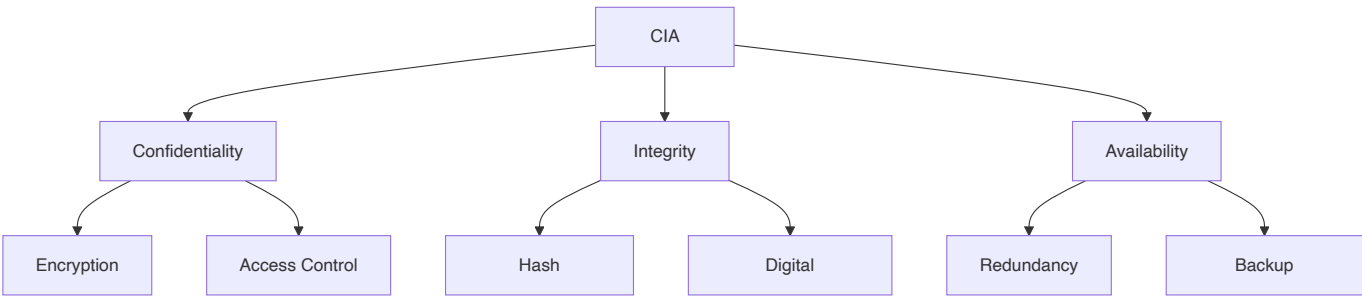 CIA
Confidentiality
Integrity
Availability
Encryption
Access Control
Hash
Digital
Redundancy
Backup